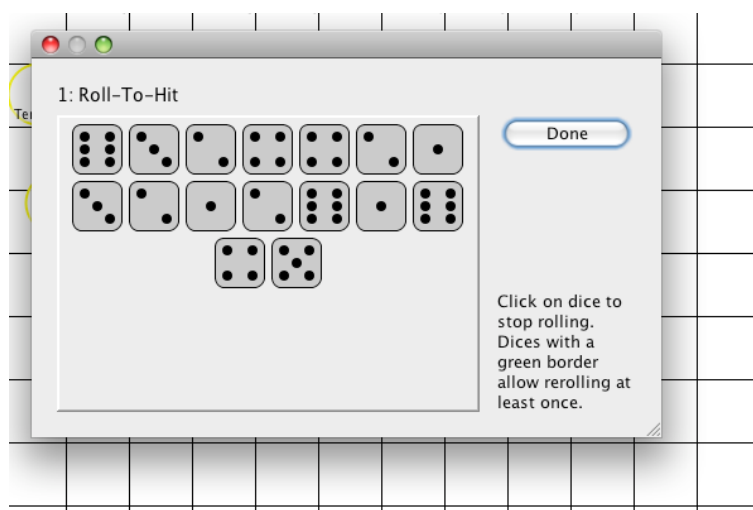 1: Roll-To-Hit
Done
Ter
Click on dice to
stop rolling.
Dices with a
green border
allow rerolling at
least once.